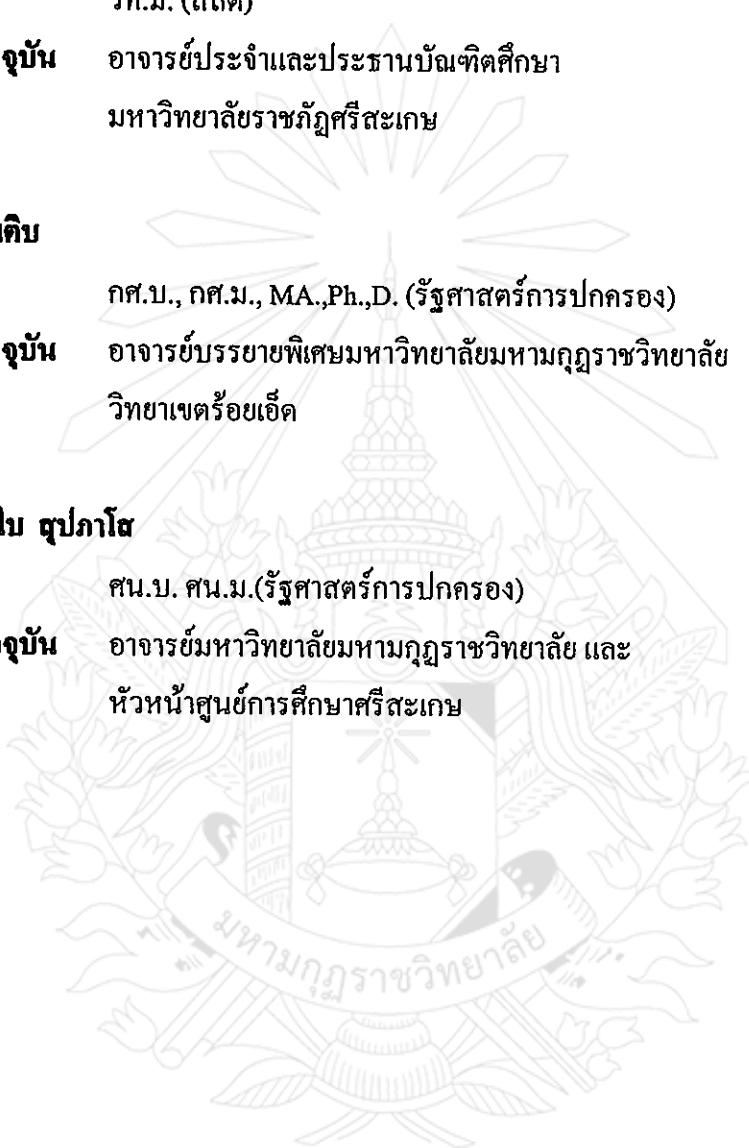 วท.ม. (สถิติ)
จุบัน อาจารย์ประจำและประธานบัณฑิตศึกษา
มหาวิทยาลัยราชภัฏศรีสะเกษ
กศ.บ., กศ.ม., MA.,Ph.,D. (รัฐศาสตร์การปกครอง)
จุบัน อาจารย์บรรยายพิเศษมหาวิทยาลัยมหามกุฏราชวิทยาลัย
วิทยาเขตร้อยเอ็ด
สุปภาโส
ศน.บ. ศน.ม.(รัฐศาสตร์การปกครอง)
จุบัน อาจารย์มหาวิทยาลัยมหามกุฏราชวิทยาลัย และ
หัวหน้าศูนย์การศึกษาศรีสะเกษ
มหามกุฏราชวิทยาลัย